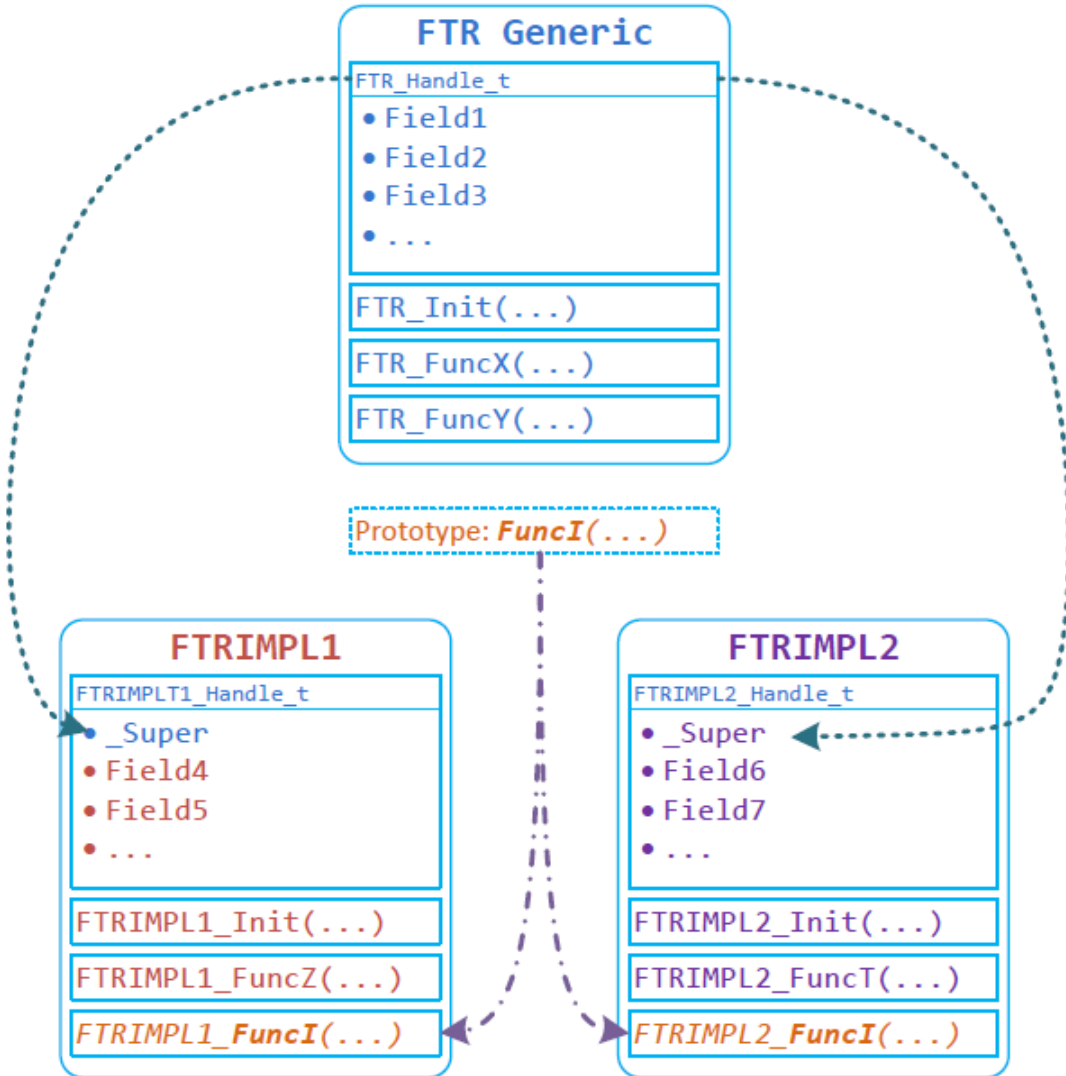 FTR Generic
FTR_Handle_t
• Field1
• Field2
• Field3
• ...
FTR_Init(...)
FTR_FuncX(...)
FTR_FuncY(...)
Prototype: FuncI(...)
FTRIMPL1
FTRIMPLT1_Handle_t
• _Super
• Field4
• Field5
• ...
FTRIMPL1_Init(...)
FTRIMPL1_FuncZ(...)
FTRIMPL1_FuncI(...)
FTRIMPL2
FTRIMPL2_Handle_t
• _Super
• Field6
• Field7
• ...
FTRIMPL2_Init(...)
FTRIMPL2_FuncT(...)
FTRIMPL2_FuncI(...)